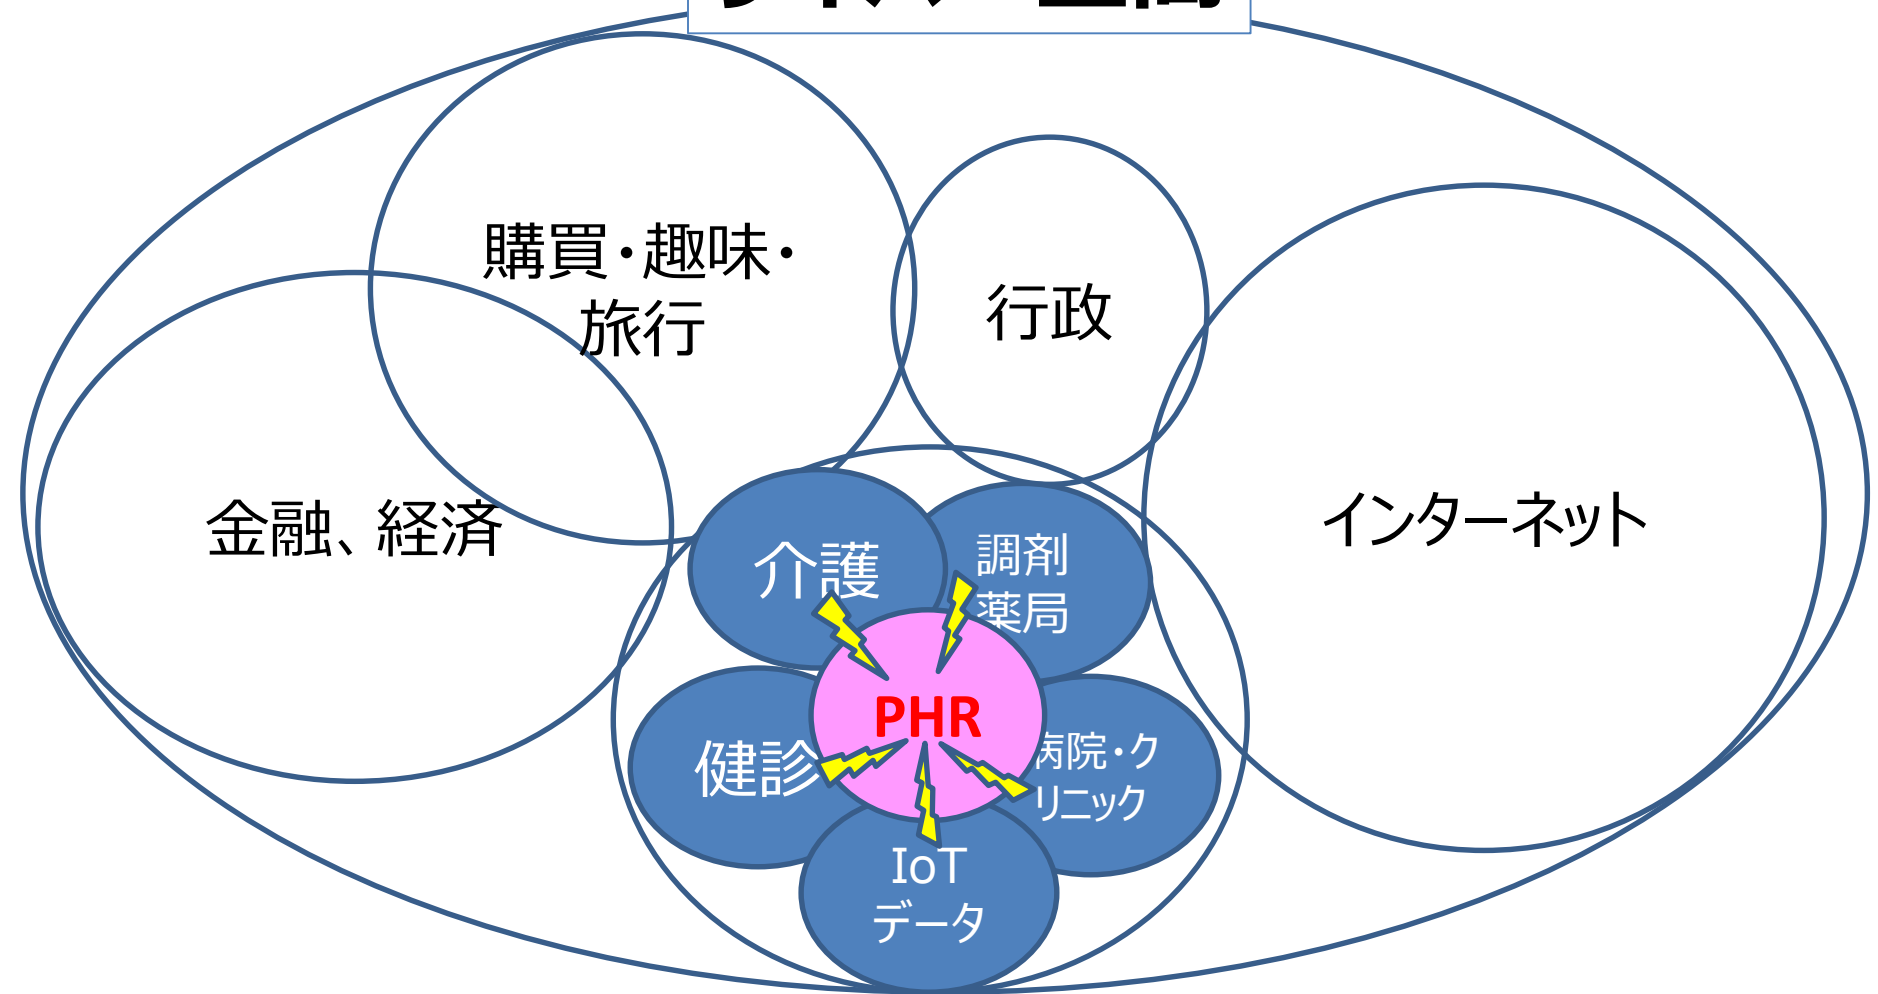 購買・趣味・
旅行
行政
金融、経済
インターネット
介護
調剤
薬局
PHR
健診
病院・ク
リニック
IoT
データ